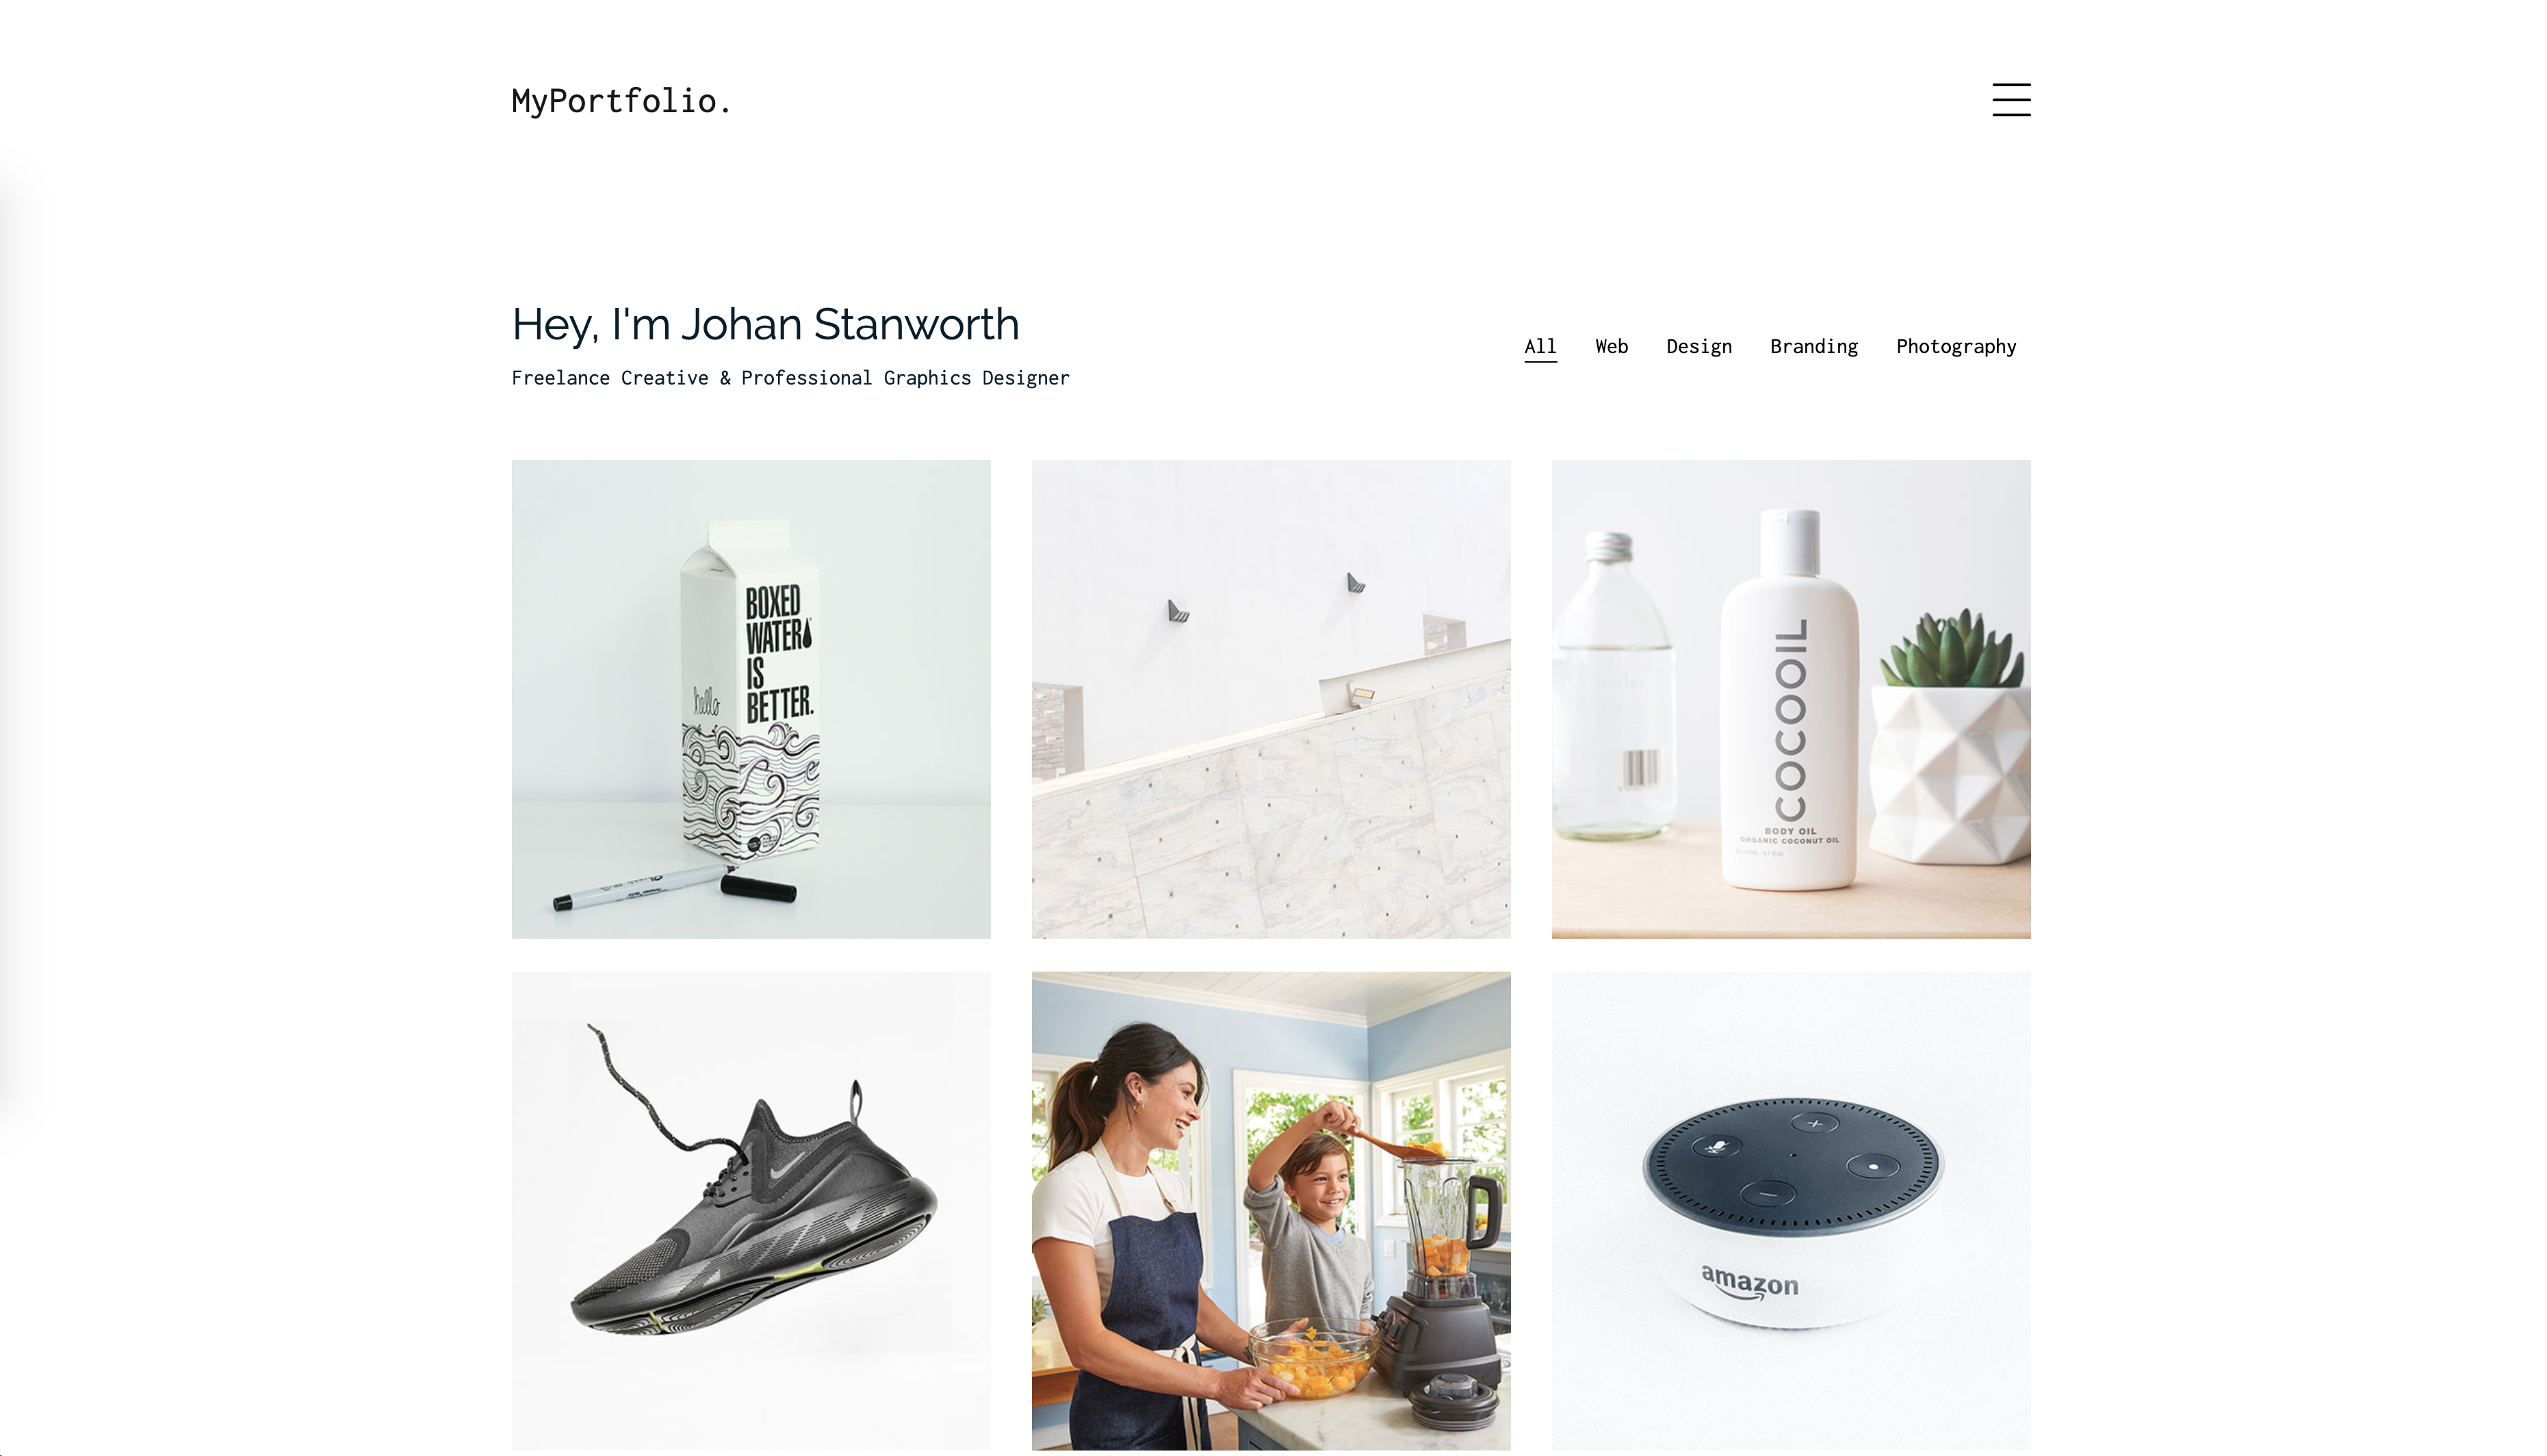 MyPortfolio.
Hey, I'm Johan Stanworth
Freelance Creative & Professional Graphics Designer
All Web Design Branding Photography
BOXED
WATER
IS
BETTER.
hello
COCOOIL
BODY OIL
ORGANIC COCONUT OIL
amazon